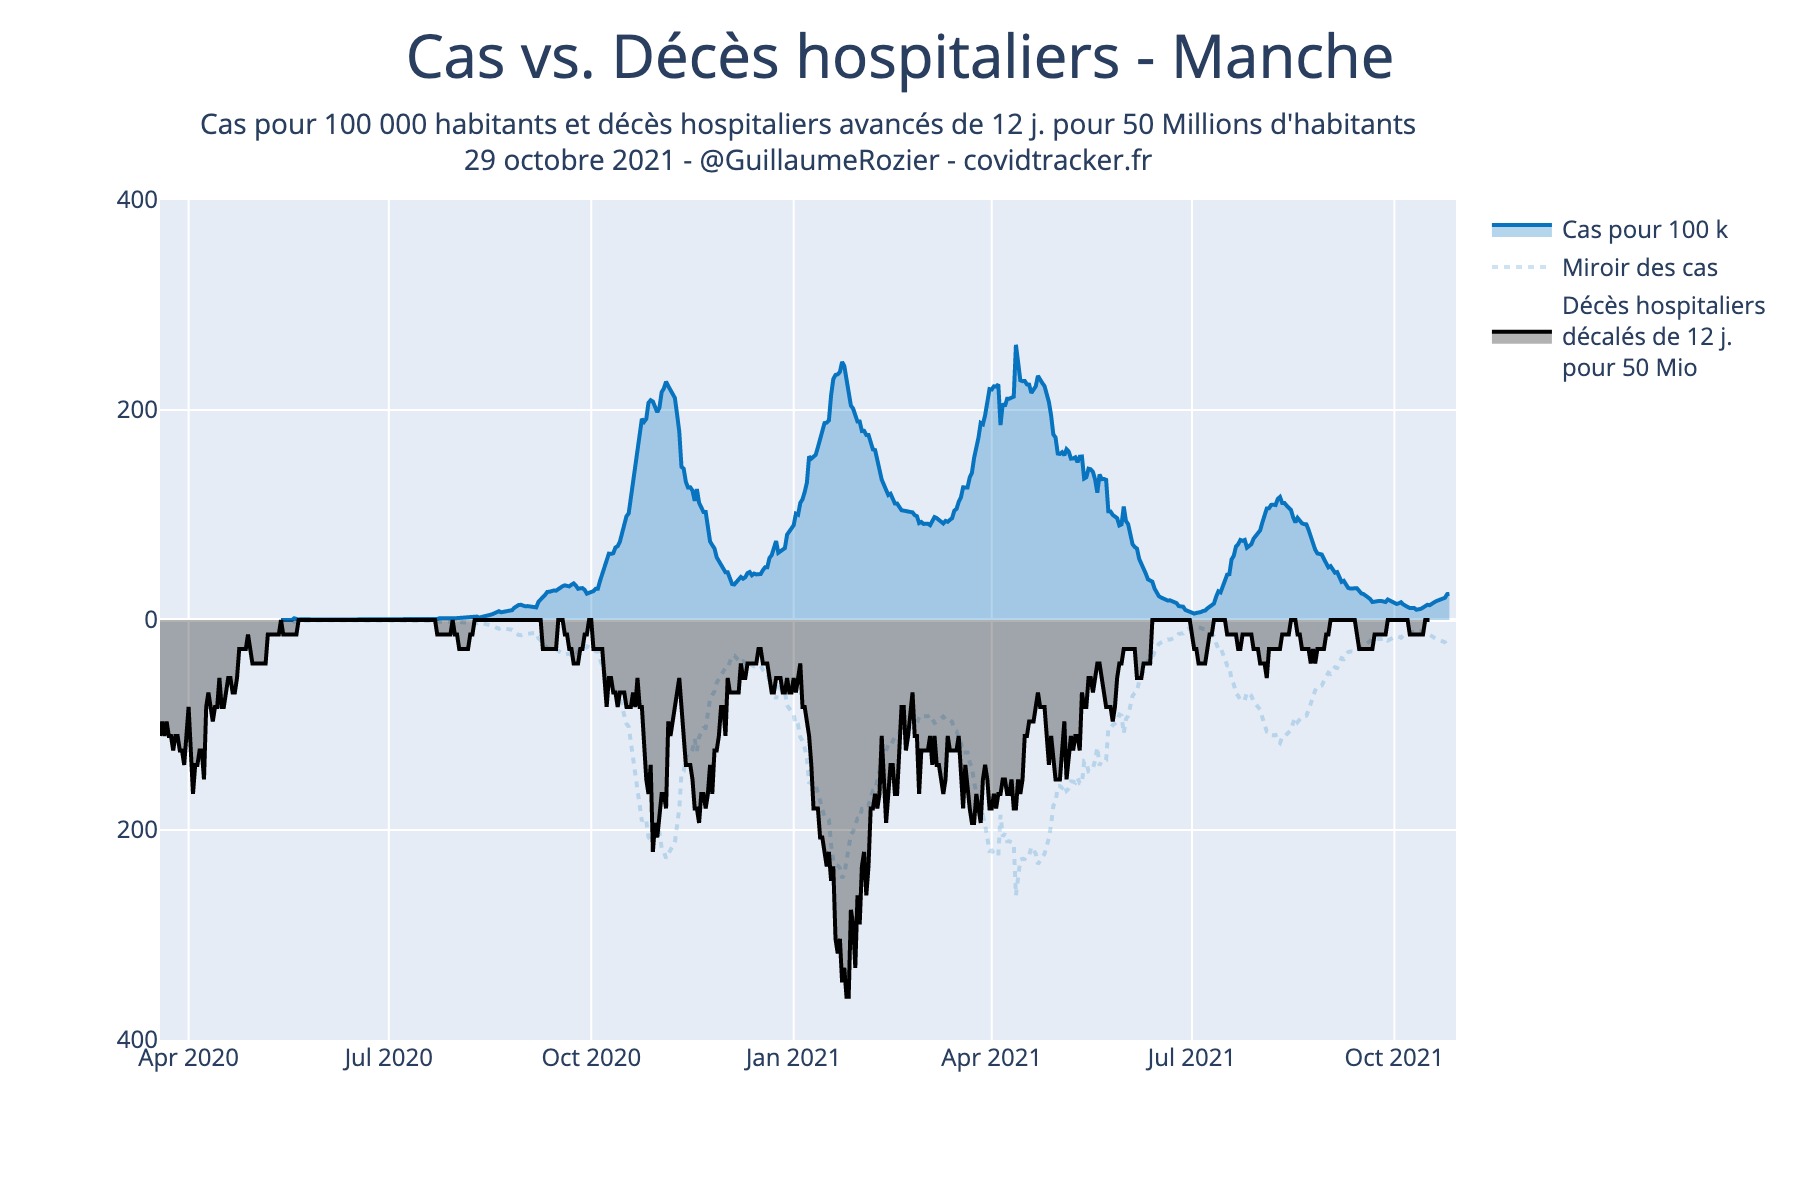 Cas vs. Décès hospitaliers - Manche
Cas pour 100 000 habitants et décès hospitaliers avancés de 12 j. pour 50 Millions d'habitants
29 octobre 2021 - @GuillaumeRozier - covidtracker.fr
400
200
0
200
400
Apr 2020
Jul 2020
Oct 2020
Jan 2021
Apr 2021
Jul 2021
Oct 2021
Cas pour 100 k
Miroir des cas
Décès hospitaliers
décalés de 12 j.
pour 50 Mio